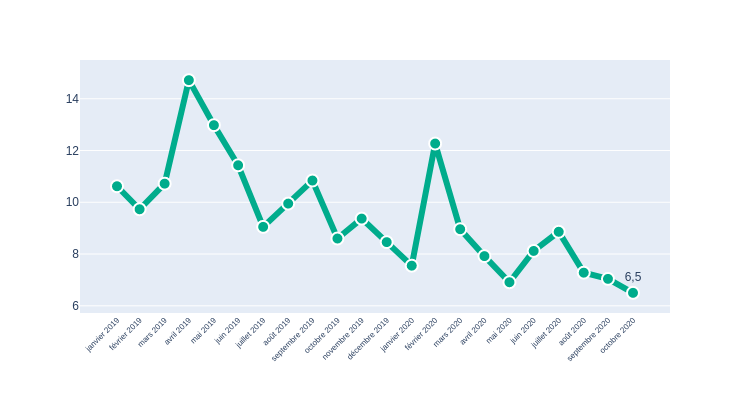 14
12
10
8
6
6,5
janvier 2019
février 2019
mars 2019
avril 2019
mai 2019
juin 2019
juillet 2019
août 2019
septembre 2019
octobre 2019
novembre 2019
décembre 2019
janvier 2020
février 2020
mars 2020
avril 2020
mai 2020
juin 2020
juillet 2020
août 2020
septembre 2020
octobre 2020